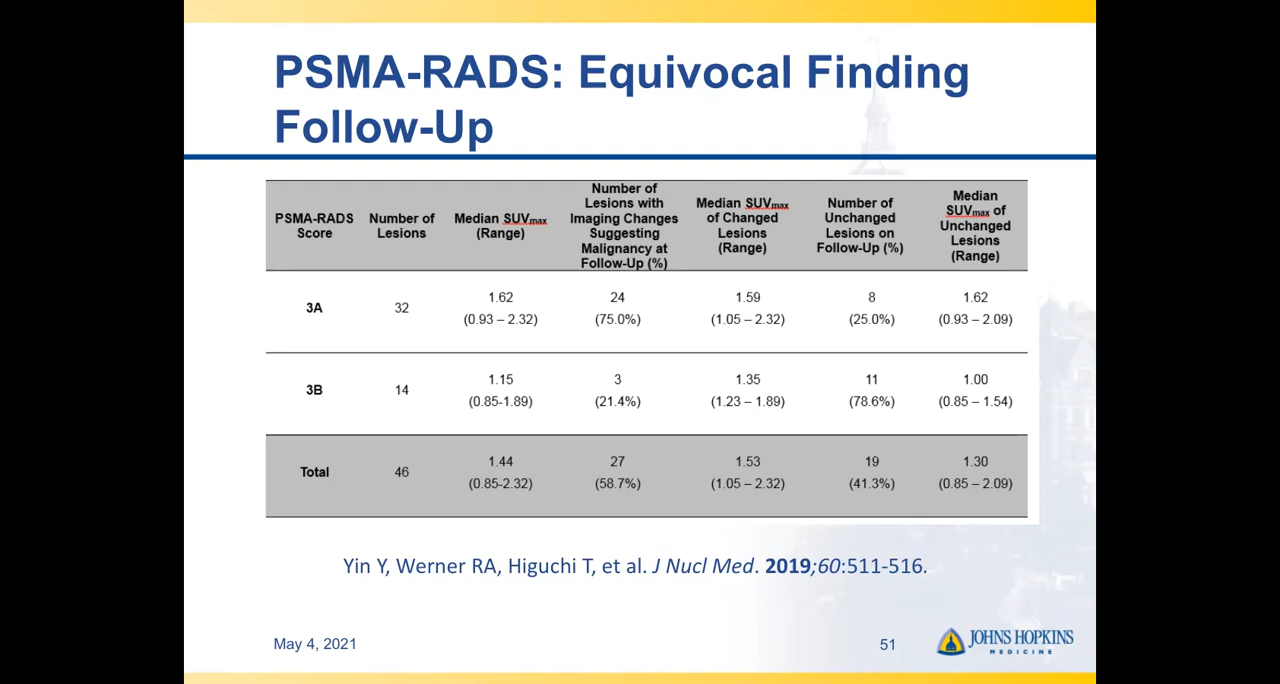 PSMA-RADS: Equivocal Finding
Follow-Up
PSMA-RADS
Score
Number of
Lesions
Median SUVmax
(Range)
Number of
Lesions with
Imaging Changes
Suggesting
Malignancy at
Follow-Up (%)
Median SUVmax
of Changed
Lesions
(Range)
Number of
Unchanged
Lesions on
Follow-Up (%)
Median
SUVmax of
Unchanged
Lesions
(Range)
3A
32
1.62
(0.93 – 2.32)
24
(75.0%)
1.59
(1.05 – 2.32)
8
(25.0%)
1.62
(0.93 – 2.09)
3B
14
1.15
(0.85-1.89)
3
(21.4%)
1.35
(1.23 – 1.89)
11
(78.6%)
1.00
(0.85 – 1.54)
Total
46
1.44
(0.85-2.32)
27
(58.7%)
1.53
(1.05 – 2.32)
19
(41.3%)
1.30
(0.85 – 2.09)
Yin Y, Werner RA, Higuchi T, et al. J Nucl Med. 2019;60:511-516.
May 4, 2021
51
JOHNS HOPKINS
MEDICINE